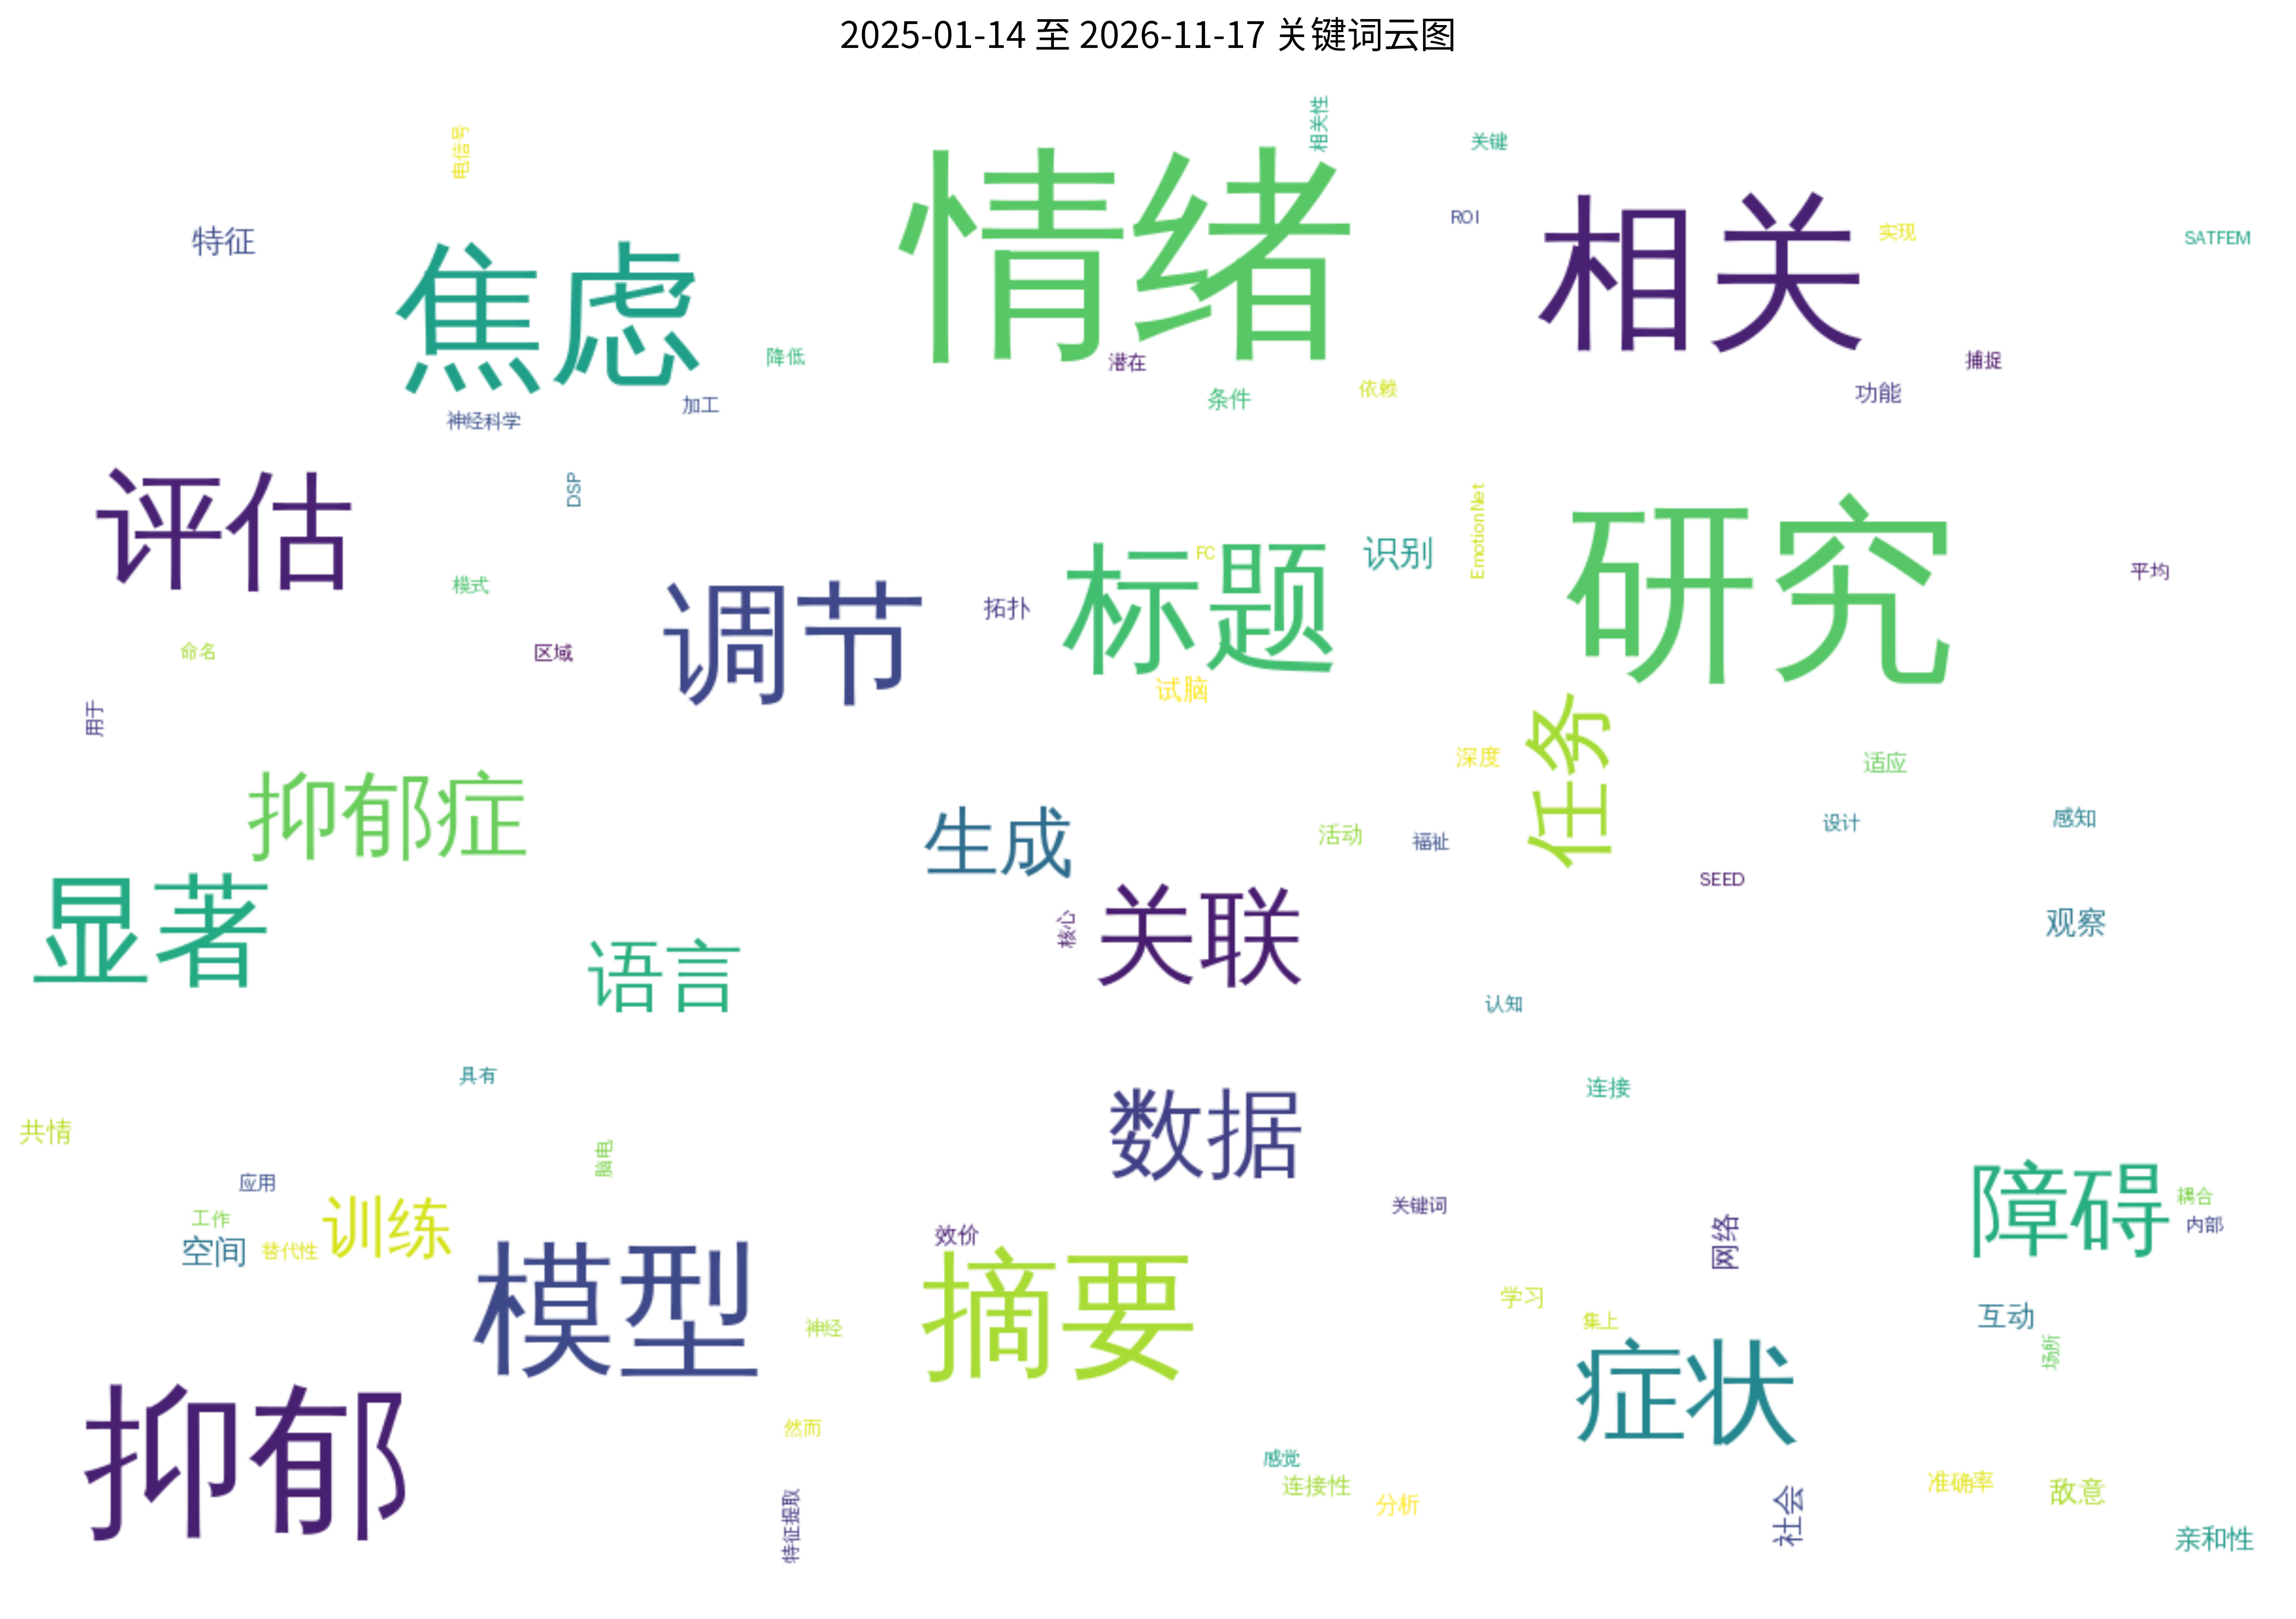 2025-01-14 至 2026-11-17 关键词云图
相关性
关键
电信号
情绪
相关
ROI
实现
SATFEM
特征
焦虑
降低
潜在
捕捉
条件
依赖
功能
加工
神经科学
评估
DSP
EmotionNet
研究
标题
FC
识别
平均
模式
调节
拓扑
命名
区域
试脑
用于
任务
深度
适应
抑郁症
生成
活动
福祉
设计
感知
SEED
显著
关联
核心
观察
语言
认知
具有
连接
数据
共情
脑电
应用
关键词
障碍
耦合
内部
工作
训练
空间
替代性
效价
网络
模型
摘要
学习
集上
互动
神经
场所
症状
抑郁
然而
感觉
连接性
分析
准确率
敌意
社会
特征提取
亲和性